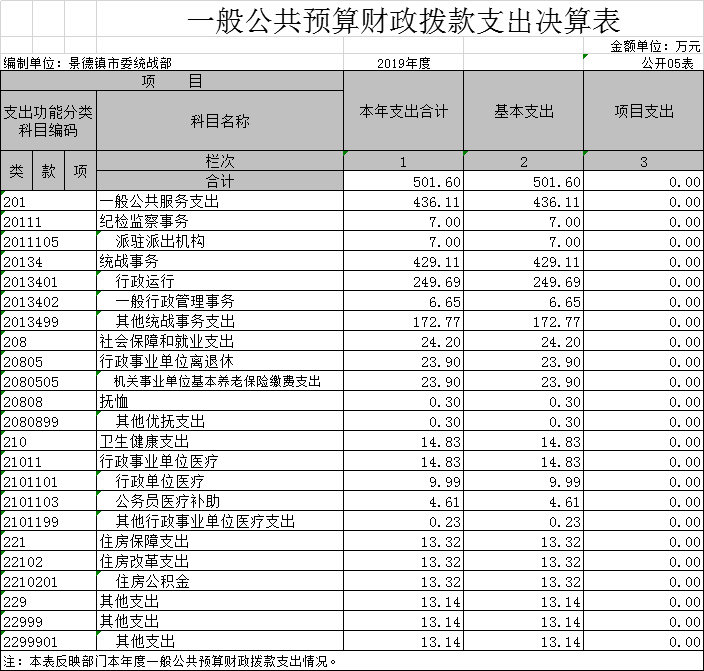 一般公共预算财政拨款支出决算表
金额单位：万元
编制单位：景德镇市委统战部 2019年度 公开05表
项 目 本年支出合计 基本支出 项目支出
支出功能分类科目编码 科目名称
类 款 项 栏次 1 2 3
合计 501.60 501.60 0.00
201 一般公共服务支出 436.11 436.11 0.00
20111 纪检监察事务 7.00 7.00 0.00
2011105 派驻派出机构 7.00 7.00 0.00
20134 统战事务 429.11 429.11 0.00
2013401 行政运行 249.69 249.69 0.00
2013402 一般行政管理事务 6.65 6.65 0.00
2013499 其他统战事务支出 172.77 172.77 0.00
208 社会保障和就业支出 24.20 24.20 0.00
20805 行政事业单位离退休 23.90 23.90 0.00
2080505 机关事业单位基本养老保险缴费支出 23.90 23.90 0.00
20808 抚恤 0.30 0.30 0.00
2080899 其他优抚支出 0.30 0.30 0.00
210 卫生健康支出 14.83 14.83 0.00
21011 行政事业单位医疗 14.83 14.83 0.00
2101101 行政单位医疗 9.99 9.99 0.00
2101103 公务员医疗补助 4.61 4.61 0.00
2101199 其他行政事业单位医疗支出 0.23 0.23 0.00
221 住房保障支出 13.32 13.32 0.00
22102 住房改革支出 13.32 13.32 0.00
2210201 住房公积金 13.32 13.32 0.00
229 其他支出 13.14 13.14 0.00
22999 其他支出 13.14 13.14 0.00
2299901 其他支出 13.14 13.14 0.00
注：本表反映部门本年度一般公共预算财政拨款支出情况。